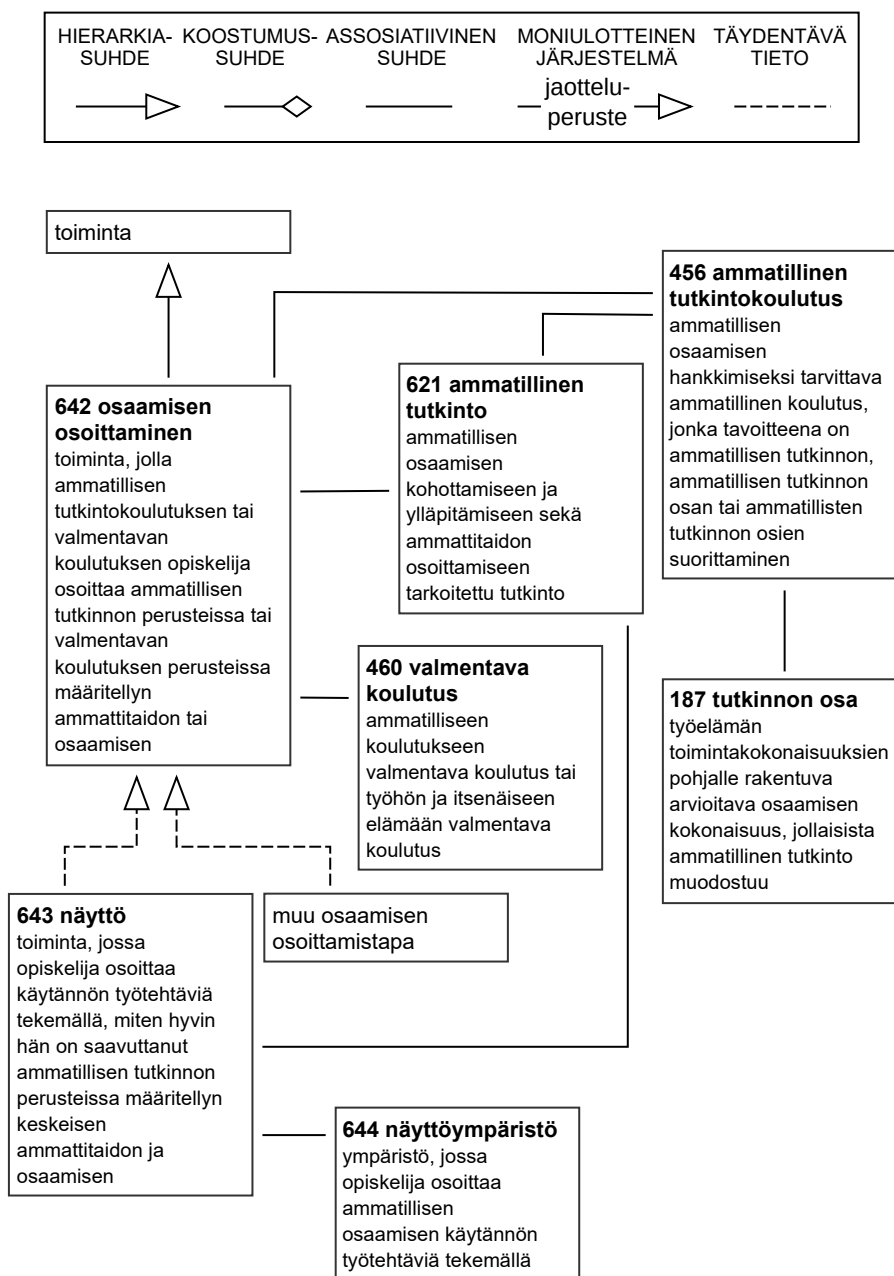 HIERARKIA-
SUHDE
KOOSTUMUS-
SUHDE
ASSOSIATIIVINEN
SUHDE
MONIULOTTEINEN
JÄRJESTELMÄ
TÄYDENTÄVÄ
TIETO
jaottelu-
peruste
toiminta
456 ammatillinen
tutkintokoulutus
ammatillisen
osaamisen
hankkimiseksi tarvittava
ammatillinen koulutus,
jonka tavoitteena on
ammatillisen tutkinnon,
ammatillisen tutkinnon
osan tai ammatillisten
tutkinnon osien
suorittaminen
621 ammatillinen
tutkinto
ammatillisen
osaamisen
kohottamiseen ja
ylläpitämiseen sekä
ammattitaidon
osoittamiseen
tarkoitettu tutkinto
642 osaamisen
osoittaminen
toiminta, jolla
ammatillisen
tutkintokoulutuksen tai
valmentavan
koulutuksen opiskelija
osoittaa ammatillisen
tutkinnon perusteissa tai
valmentavan
koulutuksen perusteissa
määritellyn
ammattitaidon tai
osaamisen
460 valmentava
koulutus
ammatilliseen
koulutukseen
valmentava koulutus tai
työhön ja itsenäiseen
elämään valmentava
koulutus
187 tutkinnon osa
työelämän
toimintakokonaisuuksien
pohjalle rakentuva
arvioitava osaamisen
kokonaisuus, jollaisista
ammatillinen tutkinto
muodostuu
643 näyttö
toiminta, jossa
opiskelija osoittaa
käytännön työtehtäviä
tekemällä, miten hyvin
hän on saavuttanut
ammatillisen tutkinnon
perusteissa määritellyn
keskeisen
ammattitaidon ja
osaamisen
muu osaamisen
osoittamistapa
644 näyttöympäristö
ympäristö, jossa
opiskelija osoittaa
ammatillisen
osaamisen käytännön
työtehtäviä tekemällä